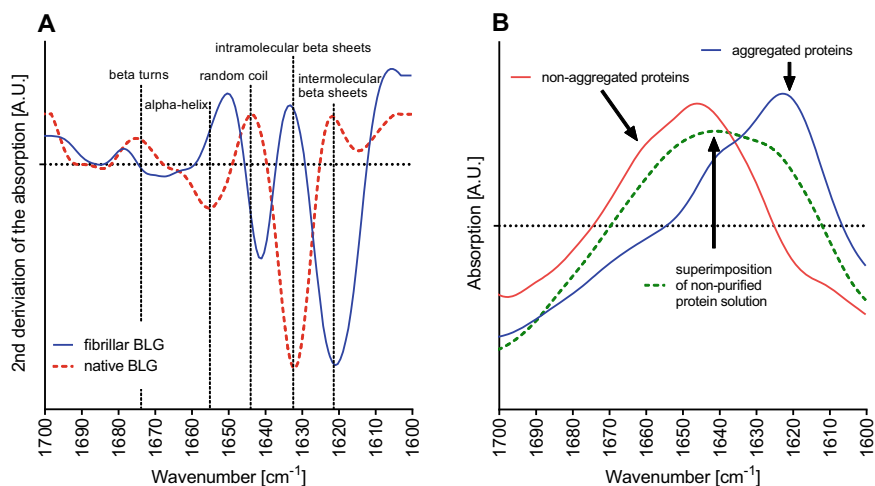 A
intramolecular beta sheets
beta turns
random coil
intermolecular
beta sheets
alpha-helix
2nd deriviation of the absorption [A.U.]
fibrillar BLG
native BLG
1700
1690
1680
1670
1660
1650
1640
1630
1620
1610
1600
Wavenumber [cm-1]
B
aggregated proteins
non-aggregated proteins
Absorption [A.U.]
superimposition
of non-purified
protein solution
1700
1690
1680
1670
1660
1650
1640
1630
1620
1610
1600
Wavenumber [cm-1]